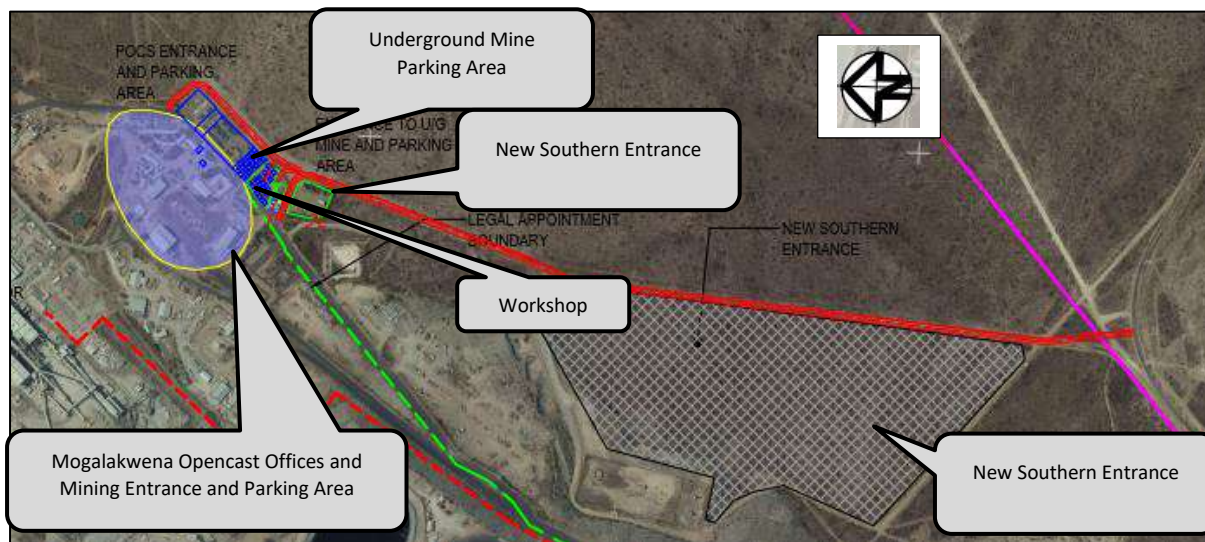 POCS ENTRANCE
AND PARKING
AREA
Underground Mine
Parking Area
ENTRANCE TO U/G
MINE AND PARKING
AREA
New Southern Entrance
LEGAL APPOINTMENT
BOUNDARY
NEW SOUTHERN
ENTRANCE
Workshop
R
Mogalakwena Opencast Offices and
Mining Entrance and Parking Area
New Southern Entrance
N